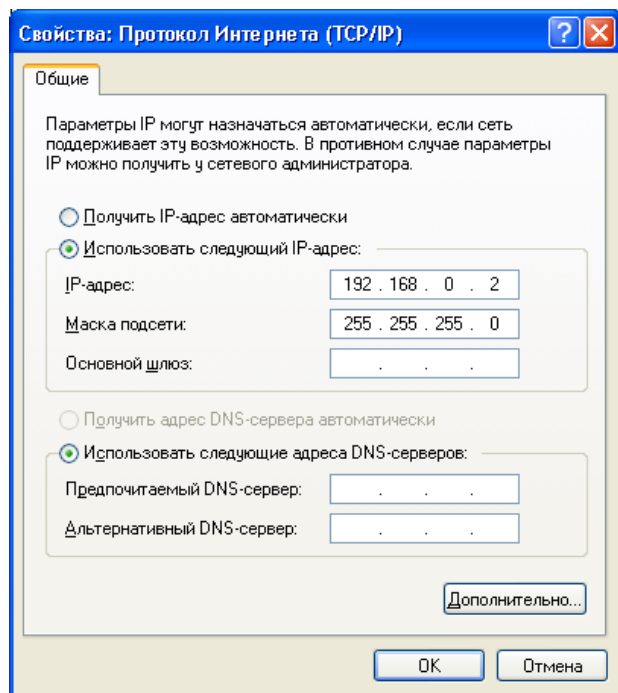 Свойства: Протокол Интернета (TCP/IP)
Общие
Параметры IP могут назначаться автоматически, если сеть
поддерживает эту возможность. В противном случае параметры
IP можно получить у сетевого администратора.
Получить IP-адрес автоматически
Использовать следующий IP-адрес:
IP-адрес: 192 . 168 . 0 . 2
Маска подсети: 255 . 255 . 255 . 0
Основной шлюз: . . .
Получить адрес DNS-сервера автоматически
Использовать следующие адреса DNS-серверов:
Предпочитаемый DNS-сервер: . . .
Альтернативный DNS-сервер: . . .
Дополнительно...
OK Отмена